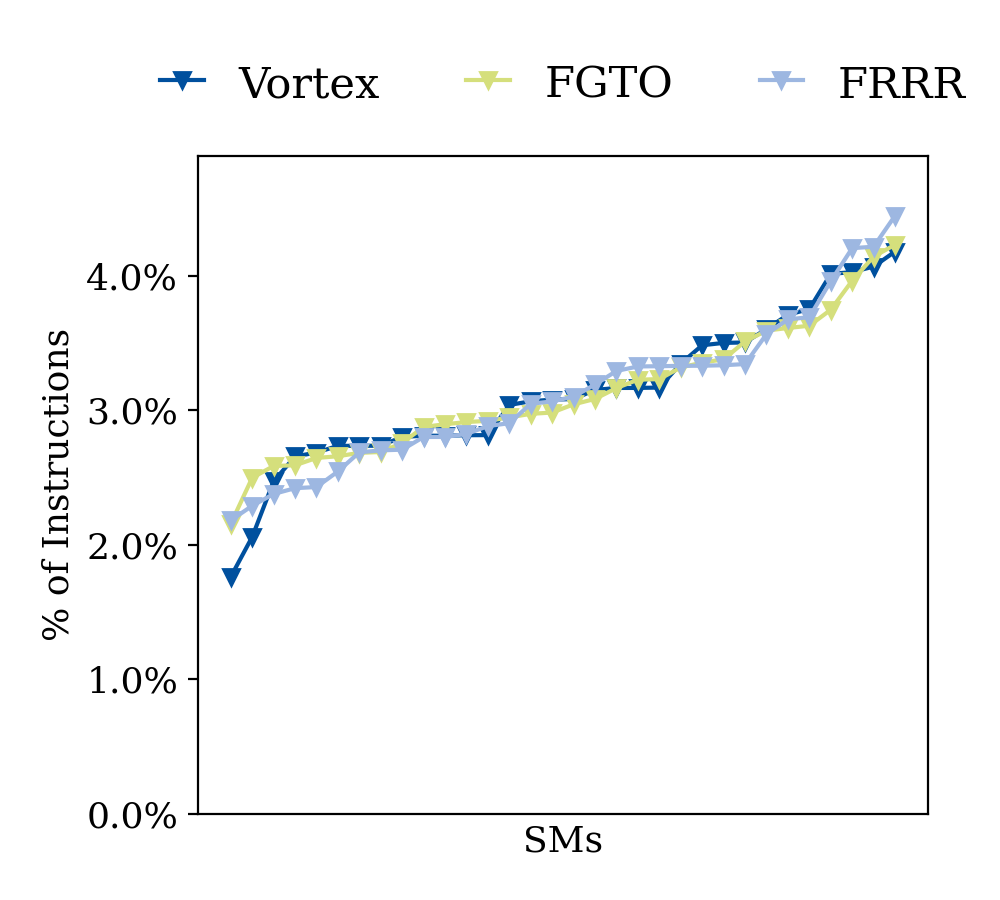 Vortex FGTO FRRR
% of Instructions
4.0%
3.0%
2.0%
1.0%
0.0%
SMs